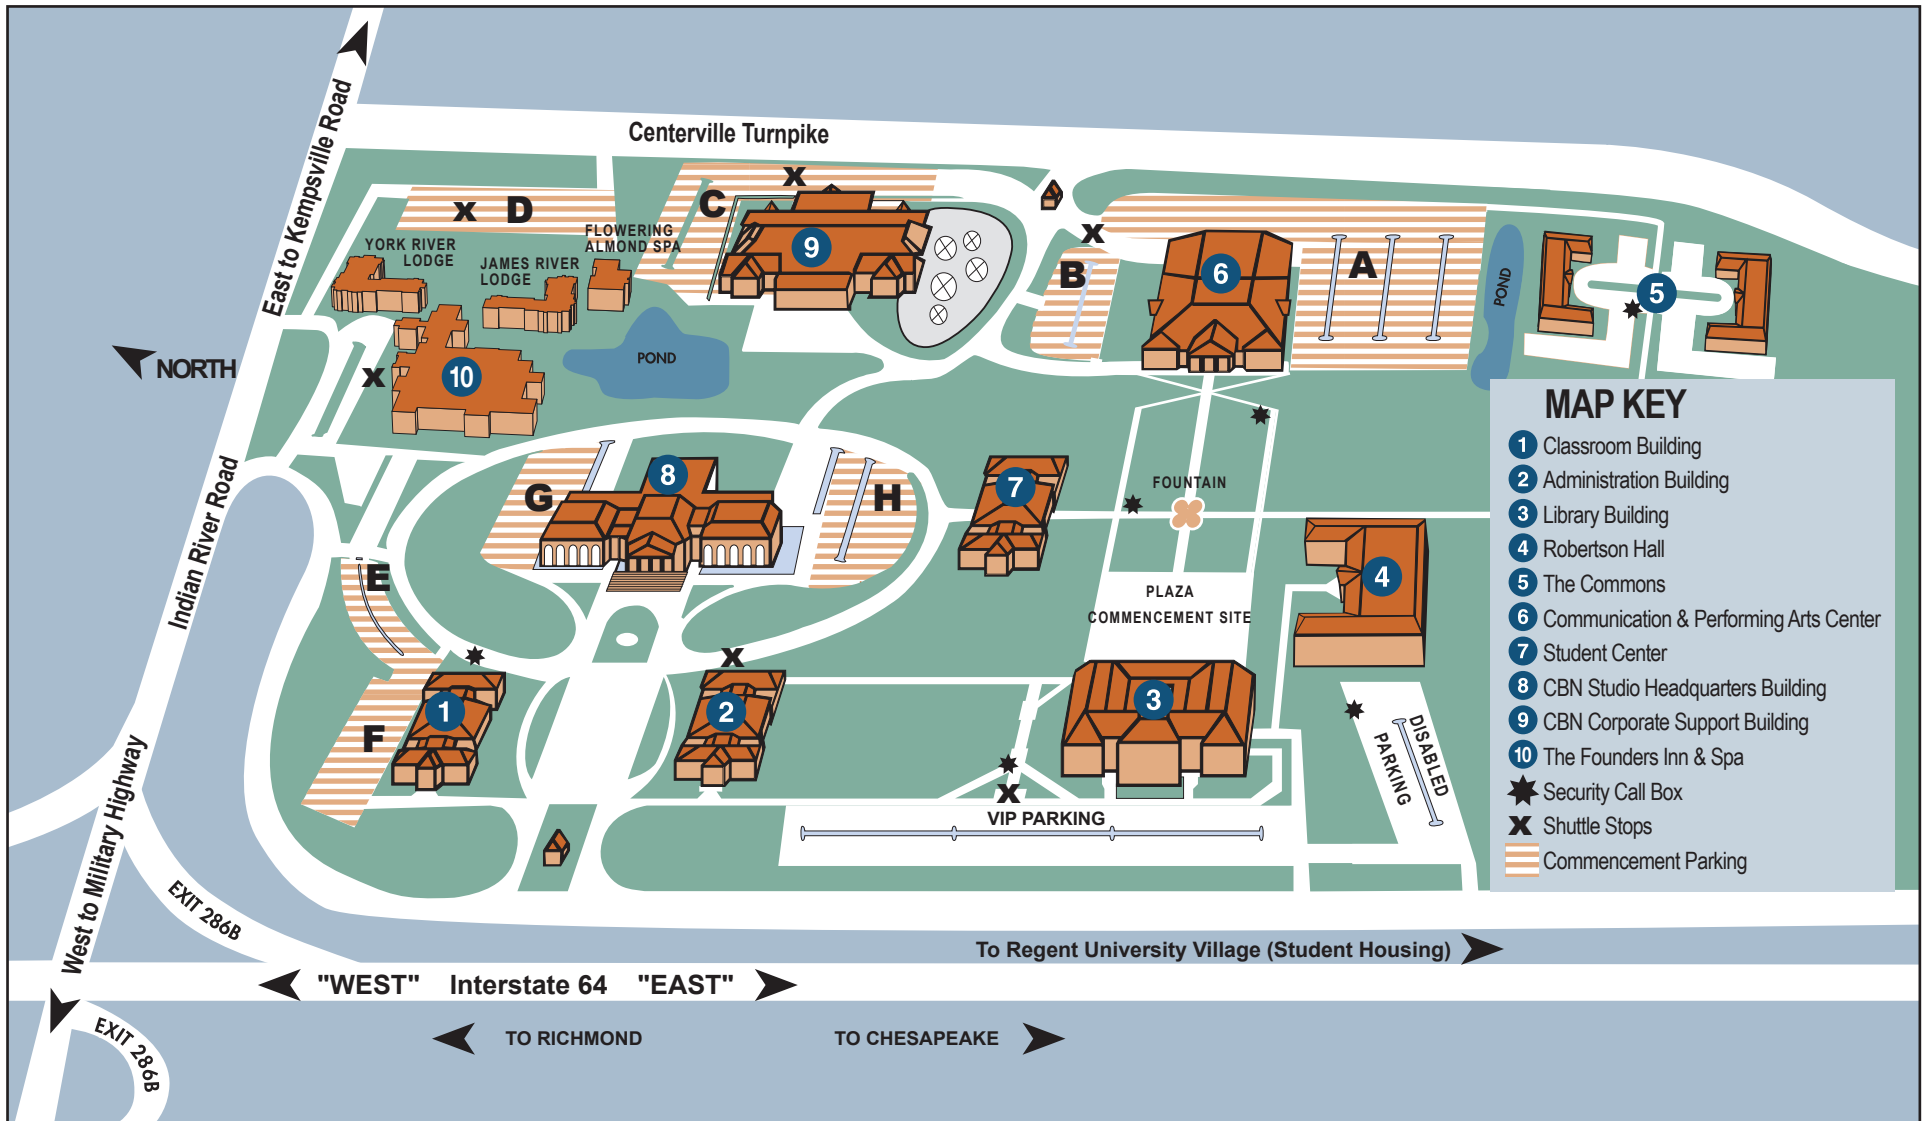 Centerville Turnpike
East to Kempsville Road
X
C
X
D
FLOWERING
ALMOND SPA
YORK RIVER
LODGE
JAMES RIVER
LODGE
9
X
B
6
A
POND
5
NORTH
X
10
POND
MAP KEY
1 Classroom Building
2 Administration Building
3 Library Building
4 Robertson Hall
5 The Commons
6 Communication & Performing Arts Center
7 Student Center
8 CBN Studio Headquarters Building
9 CBN Corporate Support Building
10 The Founders Inn & Spa
Security Call Box
X Shuttle Stops
Commencement Parking
G
8
H
7
FOUNTAIN
Indian River Road
E
4
PLAZA
COMMENCEMENT SITE
X
F
1
2
3
DISABLED
PARKING
X
VIP PARKING
West to Military Highway
EXIT 286B
To Regent University Village (Student Housing)
"WEST" Interstate 64 "EAST"
EXIT 286B
TO RICHMOND
TO CHESAPEAKE